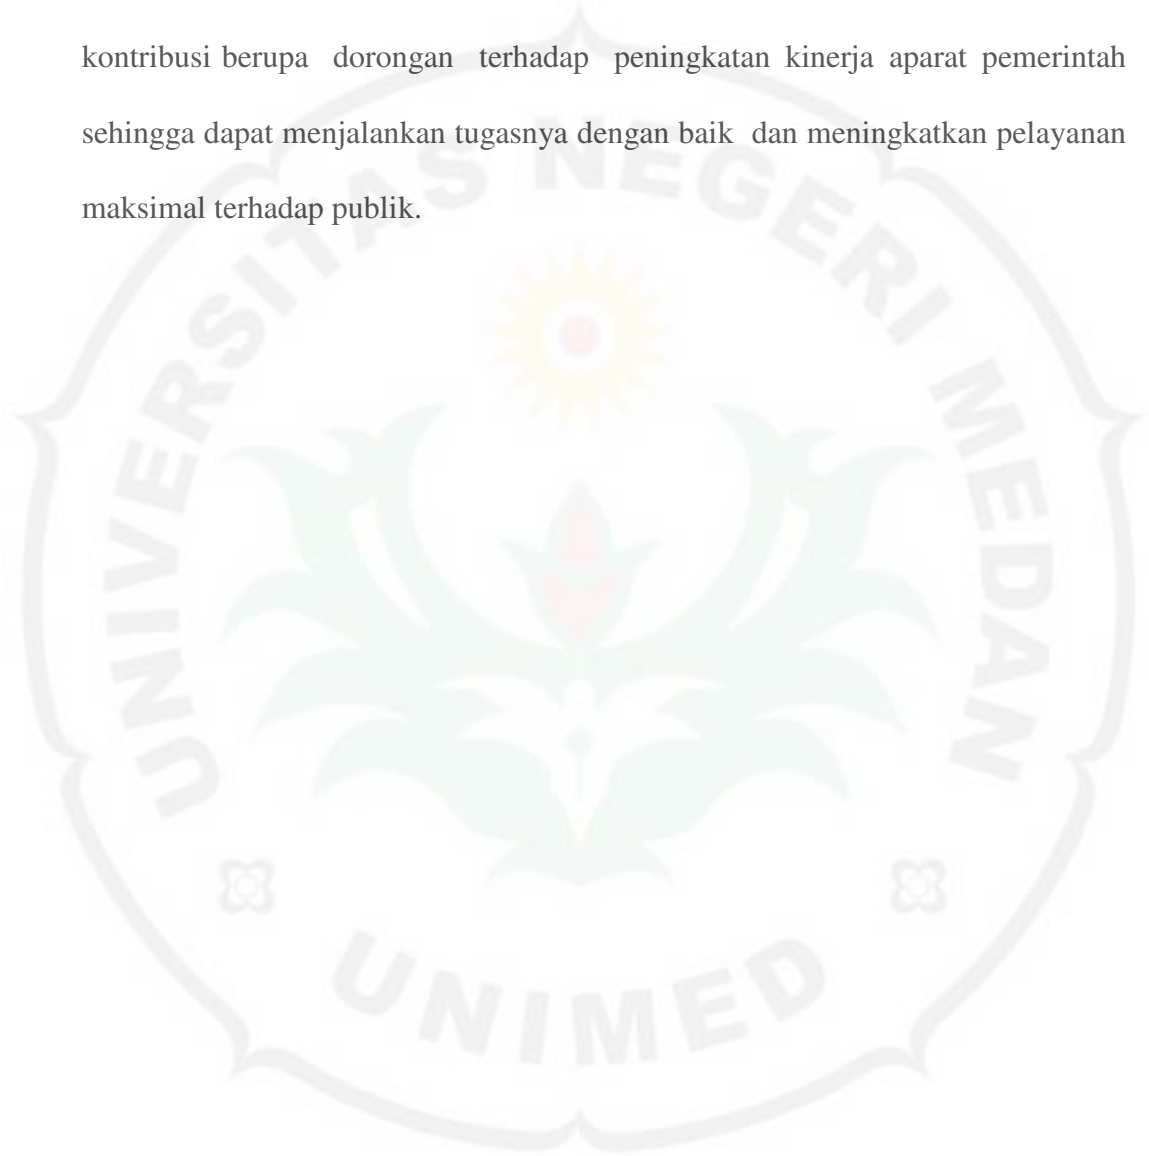 kontribusi berupa dorongan terhadap peningkatan kinerja aparat pemerintah
sehingga dapat menjalankan tugasnya dengan baik dan meningkatkan pelayanan
maksimal terhadap publik.
UNIVERSITAS NEGERI MEDAN
UNIMED